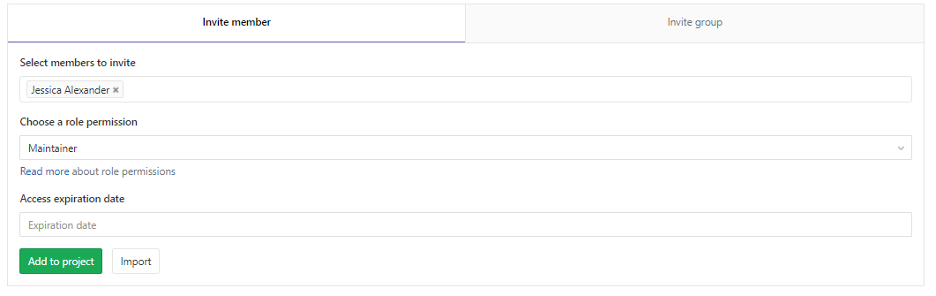 Invite member
Invite group
Select members to invite
Jessica Alexander ×
Choose a role permission
Maintainer
Read more about role permissions
Access expiration date
Expiration date
Add to project
Import